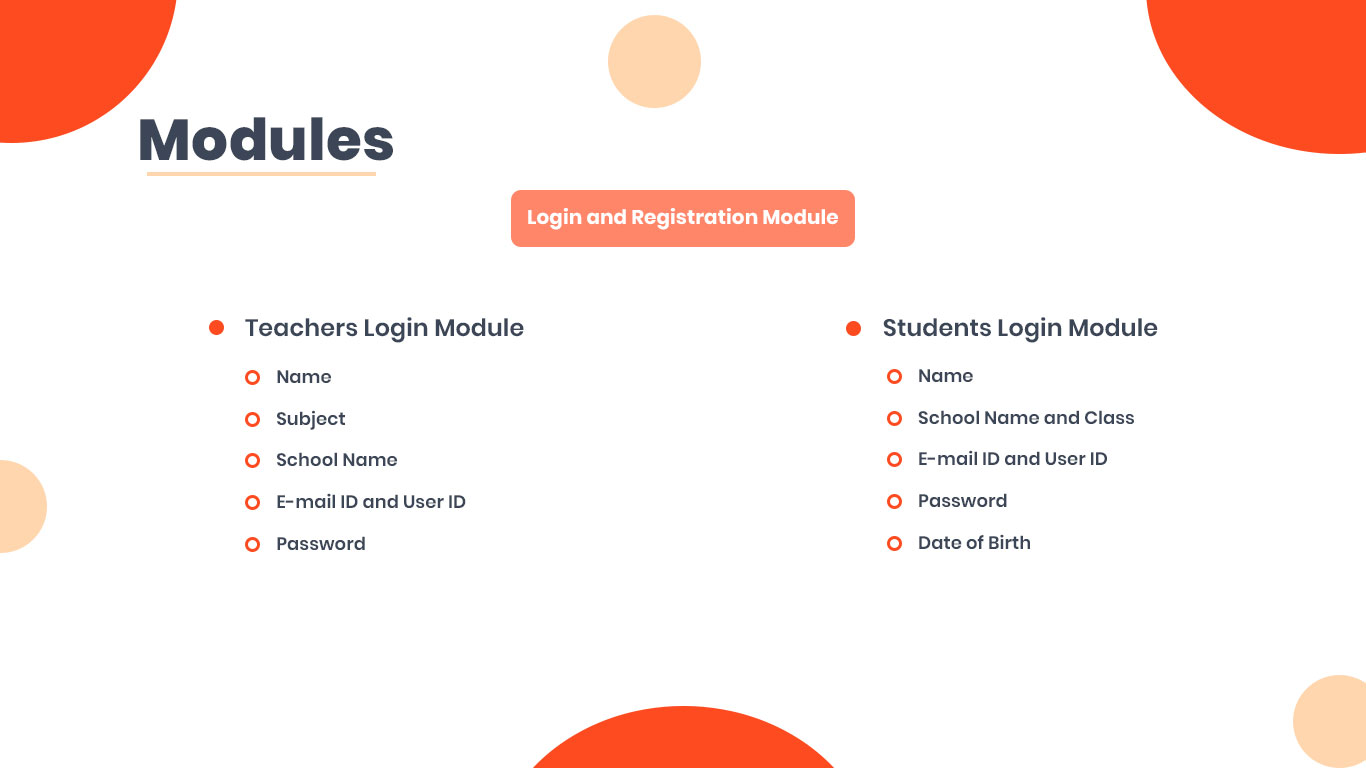 Modules
Login and Registration Module
Teachers Login Module
Name
Subject
School Name
E-mail ID and User ID
Password
Students Login Module
Name
School Name and Class
E-mail ID and User ID
Password
Date of Birth